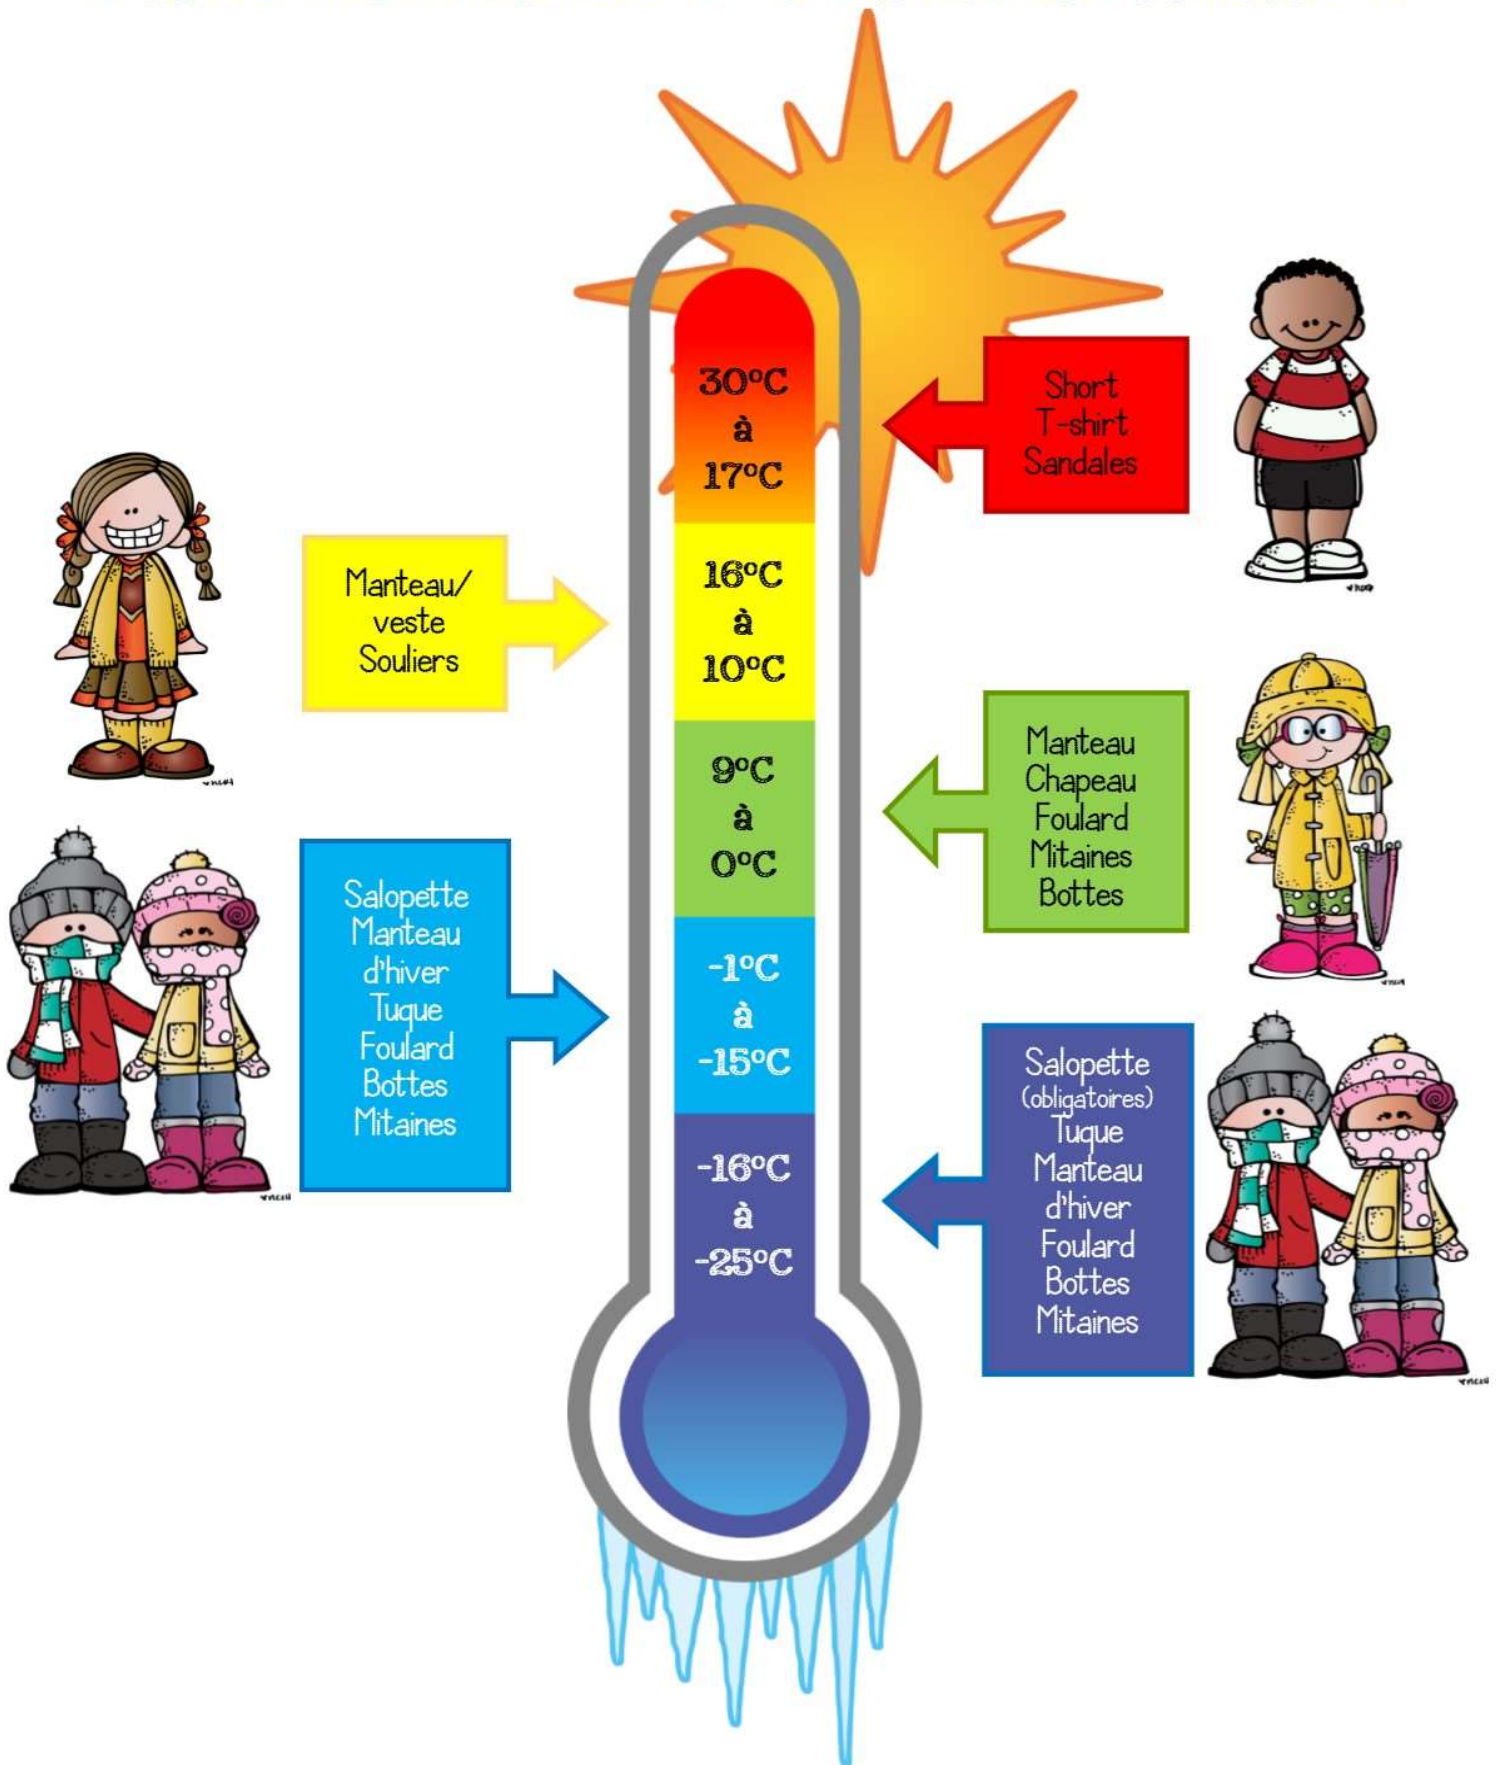 30°C
à
17°C
Short
T-shirt
Sandales
16°C
à
10°C
Manteau/
veste
Souliers
9°C
à
0°C
Manteau
Chapeau
Foulard
Mitaines
Bottes
-1°C
à
-15°C
Salopette
Manteau
d'hiver
Tuque
Foulard
Bottes
Mitaines
-16°C
à
-25°C
Salopette
(obligatoires)
Tuque
Manteau
d'hiver
Foulard
Bottes
Mitaines